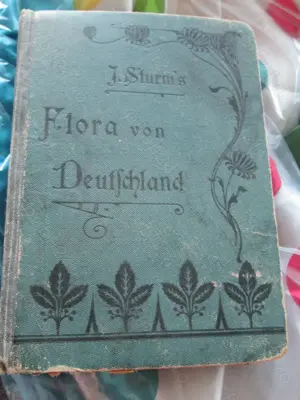 J. Sturm's
Flora von
Deutschland